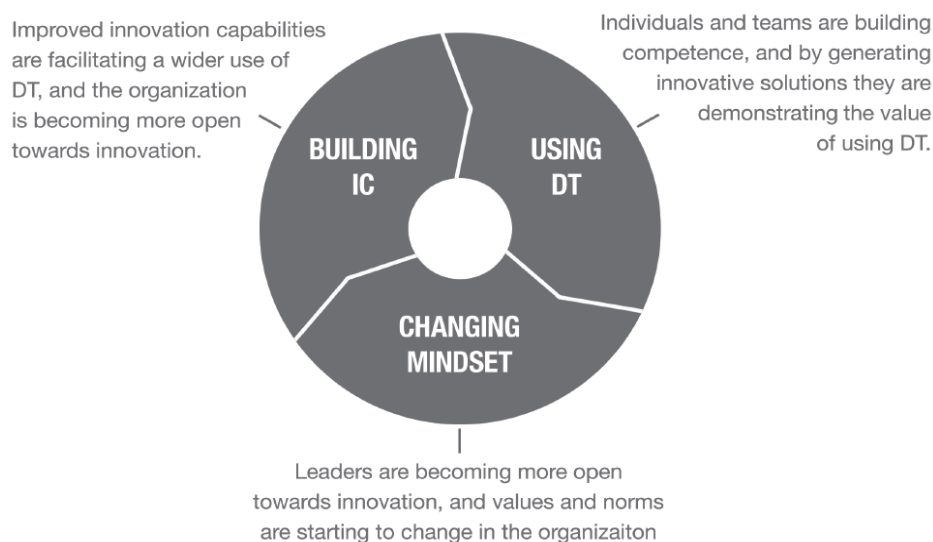 Improved innovation capabilities
are facilitating a wider use of
DT, and the organization
is becoming more open
towards innovation.
Individuals and teams are building
competence, and by generating
innovative solutions they are
demonstrating the value
of using DT.
BUILDING
IC
USING
DT
CHANGING
MINDSET
Leaders are becoming more open
towards innovation, and values and norms
are starting to change in the organizaiton